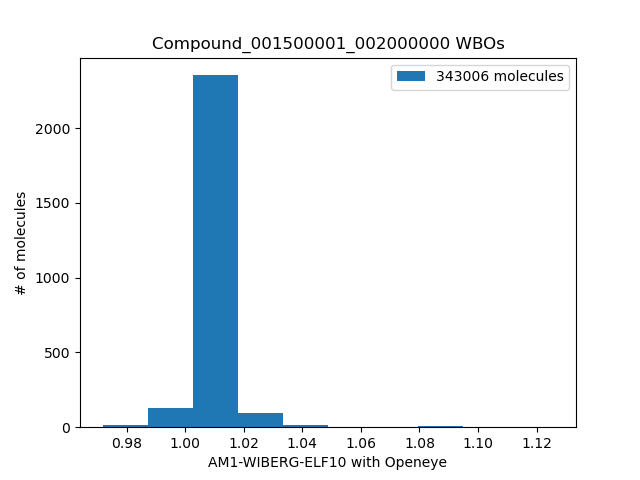 Compound_001500001_002000000 WBOs
343006 molecules
# of molecules
2000
1500
1000
500
0
0.98 1.00 1.02 1.04 1.06 1.08 1.10 1.12
AM1-WIBERG-ELF10 with Openeye